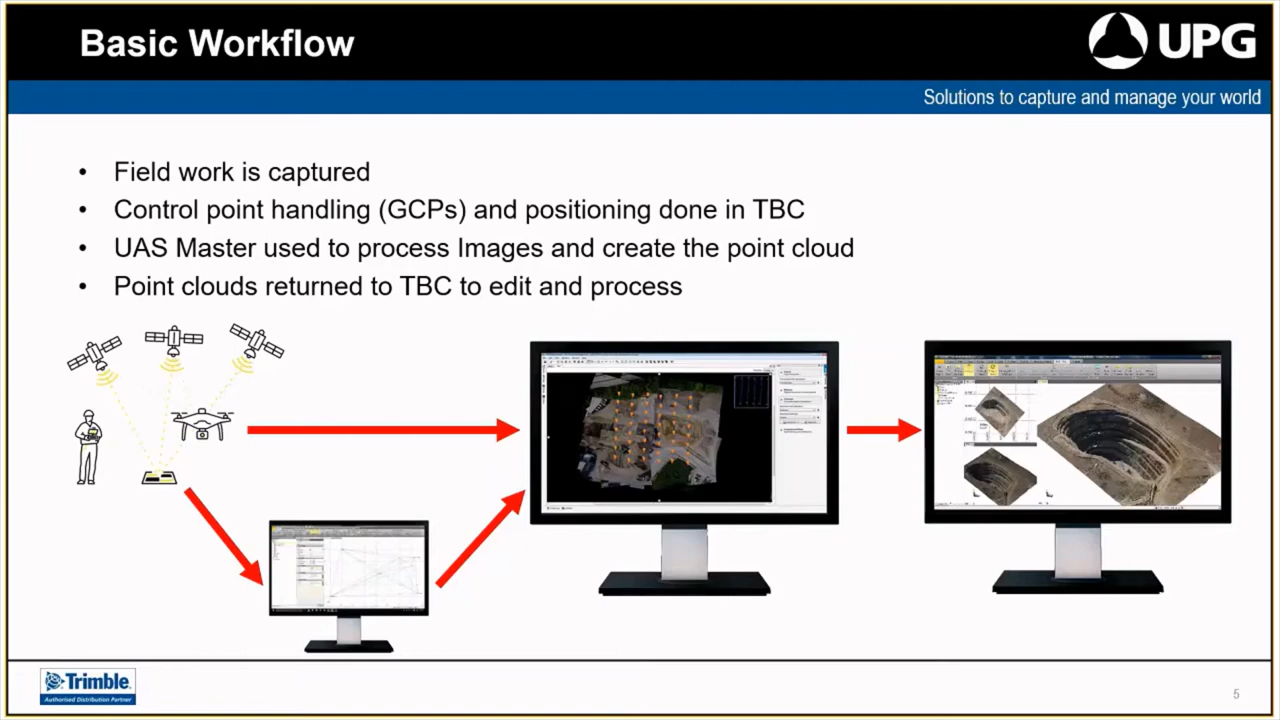 Basic Workflow
UPG
Solutions to capture and manage your world
• Field work is captured
• Control point handling (GCPs) and positioning done in TBC
• UAS Master used to process Images and create the point cloud
• Point clouds returned to TBC to edit and process
Trimble.
Authorised Distribution Partner
5